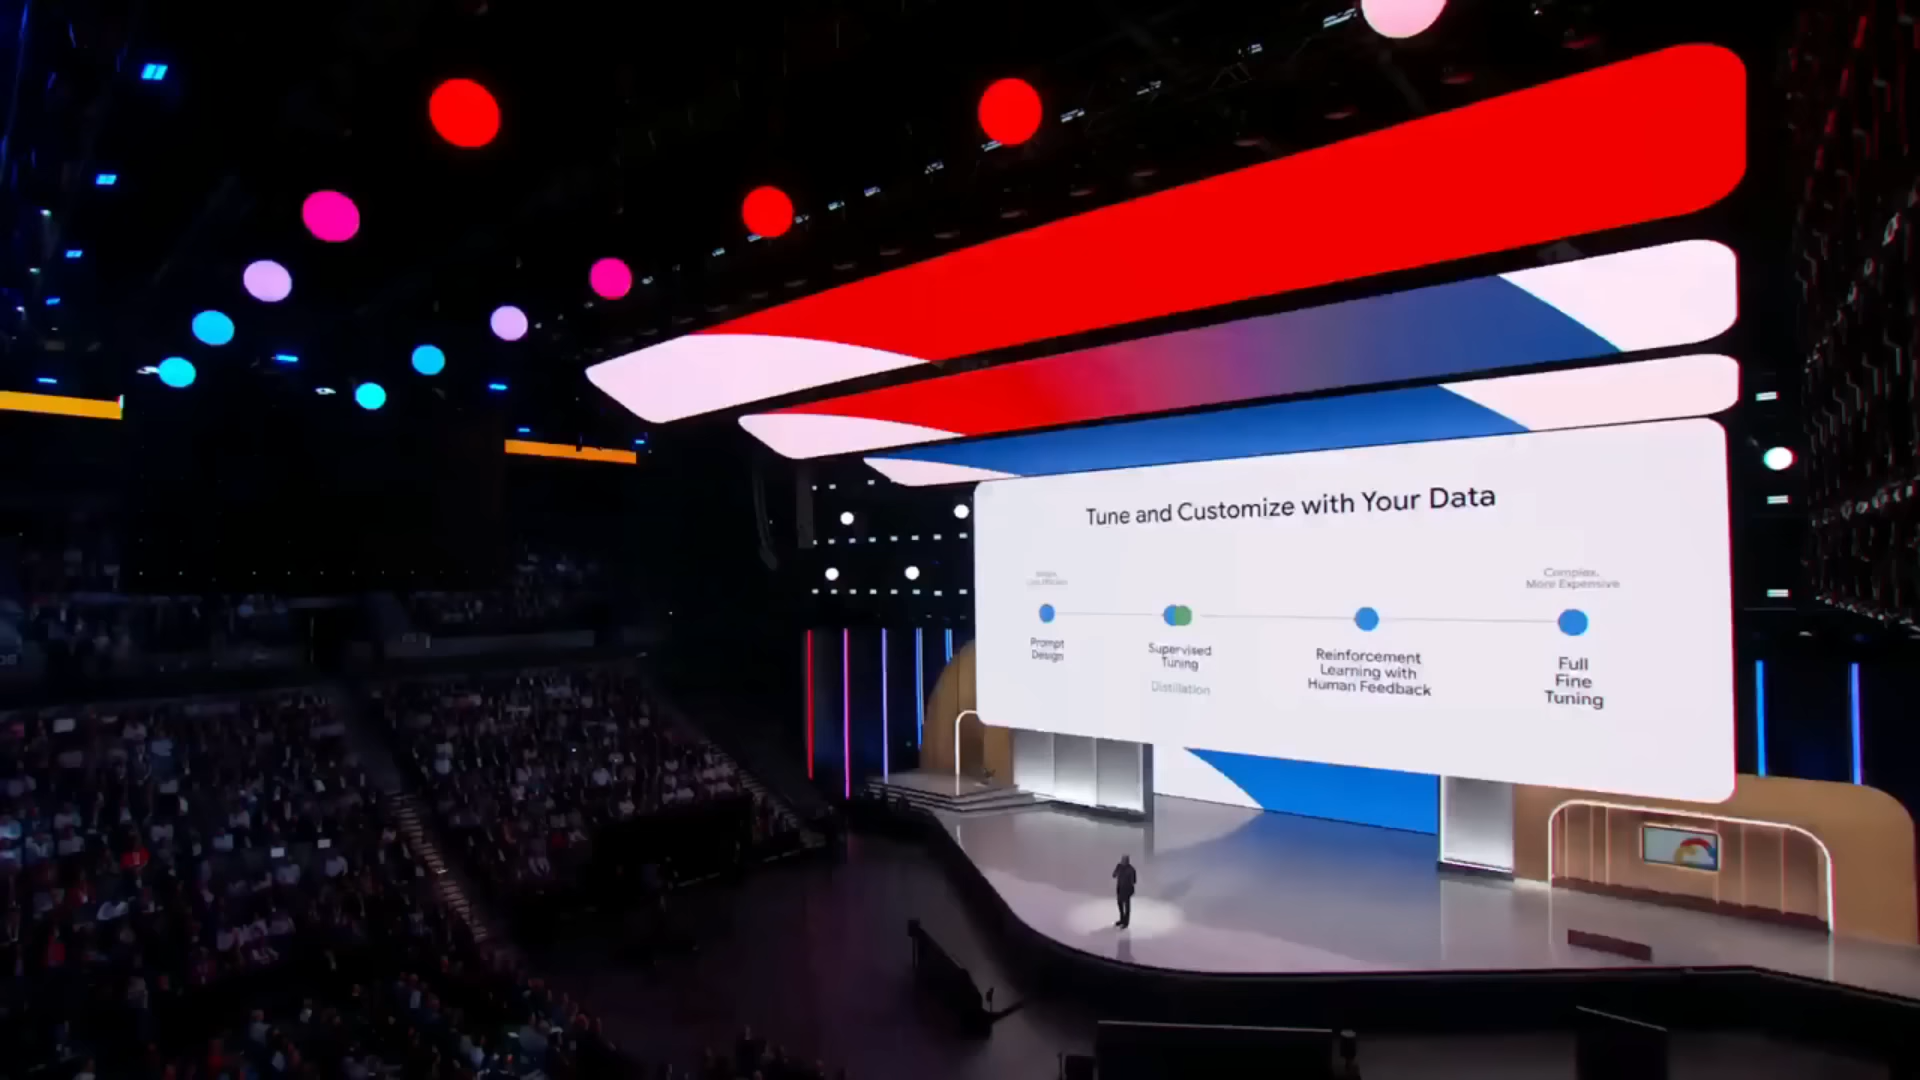 Tune and Customize with Your Data
Complex,
More Expensive
Prompt
Design
Supervised
Tuning
Distillation
Reinforcement
Learning with
Human Feedback
Full
Fine
Tuning